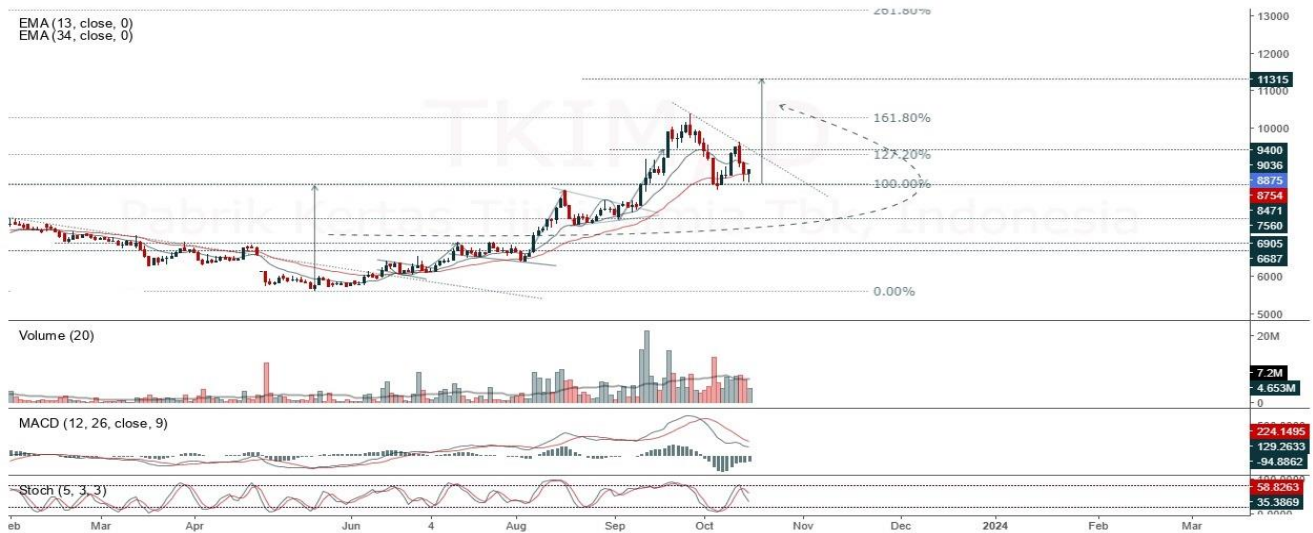 EMA (13, close, 0)
EMA (34, close, 0)
261.80%
161.80%
127.20%
100.00%
0.00%
TKIM, D
13000
12000
11315
11000
10000
9400
9036
8875
8754
8471
7560
6905
6687
6000
5000
Volume (20)
20M
7.2M
4.653M
0
MACD (12, 26, close, 9)
224.1495
129.2633
-94.8862
Stoch (5, 3, 3)
58.8263
35.3869
eb
Mar
Apr
Jun
4
Aug
Sep
Oct
Nov
Dec
2024
Feb
Mar